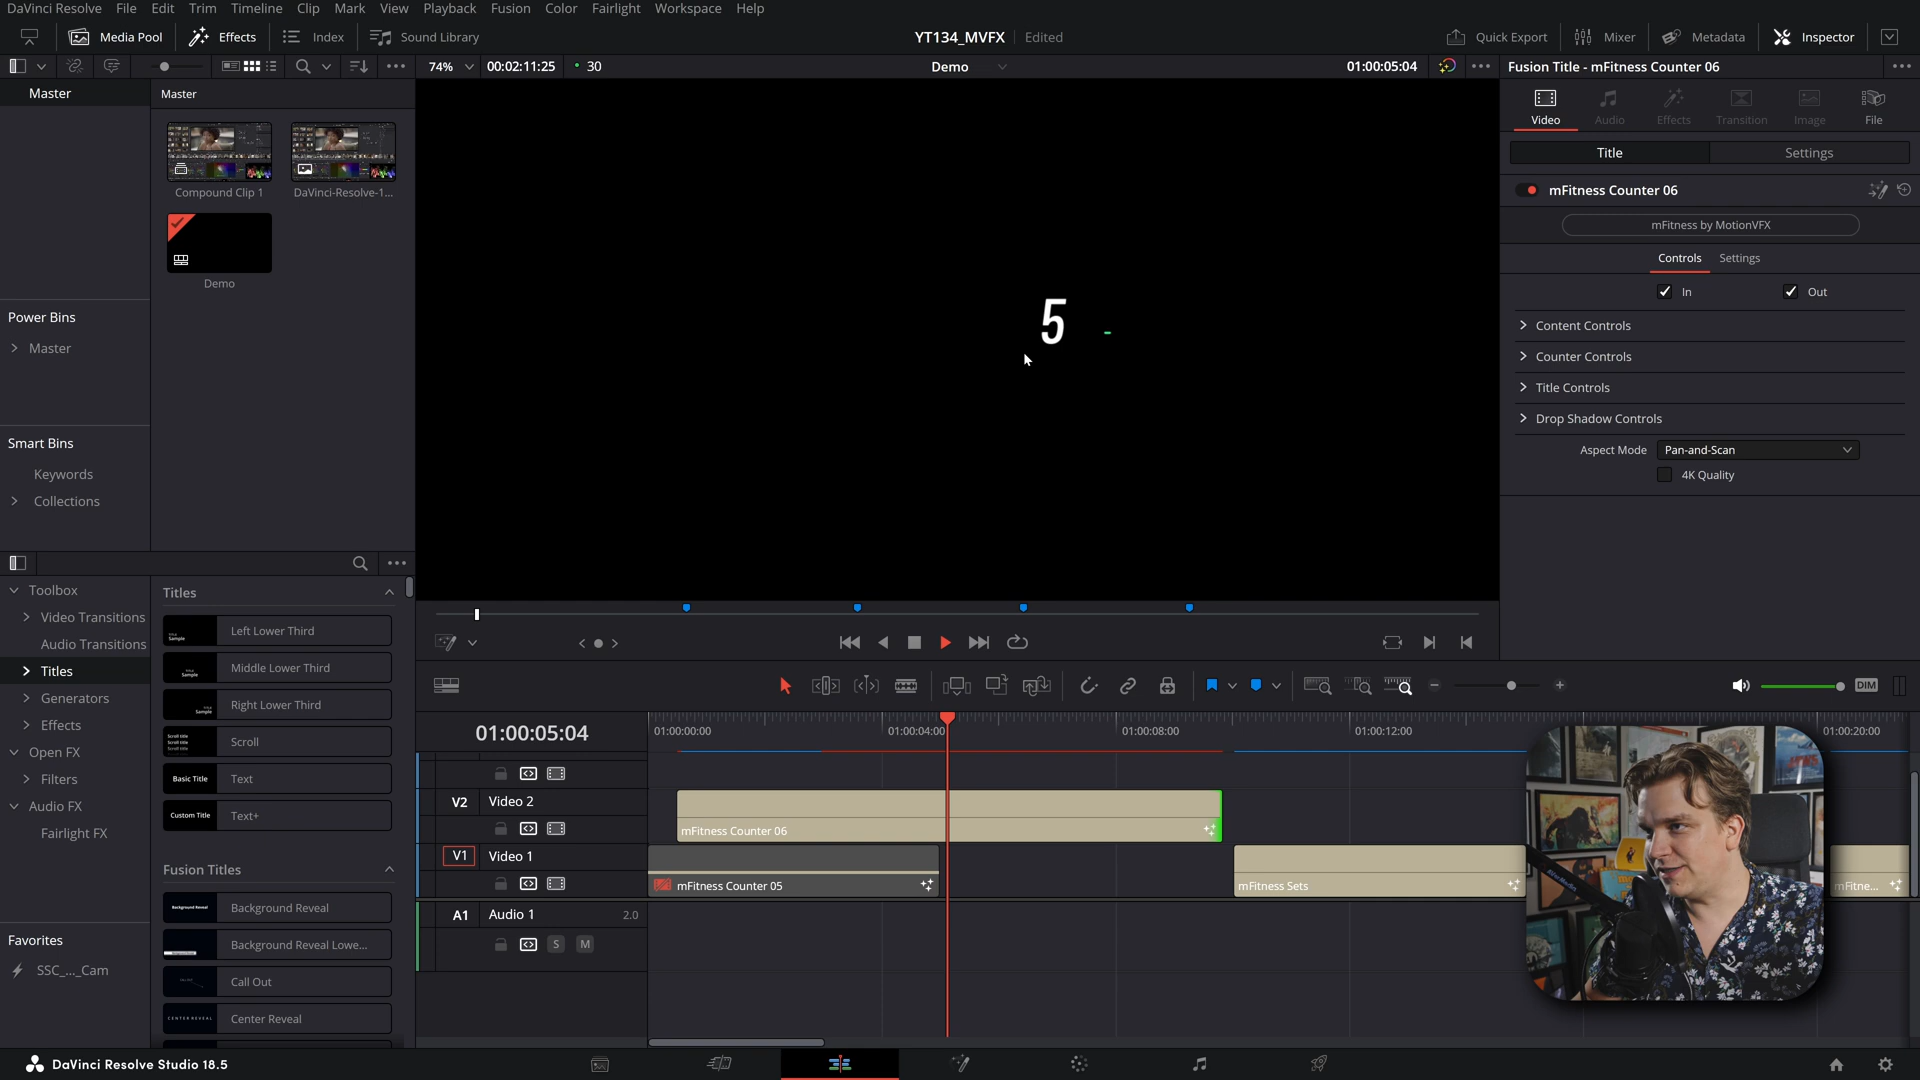 DaVinci Resolve File Edit Trim Timeline Clip Mark View Playback Fusion Color Fairlight Workspace Help
Media Pool Effects Index Sound Library YT134_MVFX Edited Quick Export Mixer Metadata Inspector
74% 00:02:11:25 30 Demo 01:00:05:04 Fusion Title - mFitness Counter 06
Master Master
Video Audio Effects Transition Image File
Title Settings
Compound Clip 1 DaVinci-Resolve-1...
mFitness Counter 06
mFitness by MotionVFX
Controls Settings
Demo
In Out
5 -
Power Bins
Master
Content Controls
Counter Controls
Title Controls
Drop Shadow Controls
Aspect Mode Pan-and-Scan
4K Quality
Smart Bins
Keywords
Collections
Toolbox
Video Transitions
Audio Transitions
Titles
Generators
Effects
Open FX
Filters
Audio FX
Fairlight FX
Favorites
SSC_..._Cam
Titles
Left Lower Third
Middle Lower Third
Right Lower Third
Scroll
Basic Title Text
Custom Title Text+
Fusion Titles
Background Reveal Background Reveal
Background Reveal Lowe...
Call Out
CENTER REVEAL Center Reveal
DIM
01:00:05:04 01:00:00:00 01:00:04:00 01:00:08:00 01:00:12:00 01:00:20:00
V2 Video 2
mFitness Counter 06
V1 Video 1
mFitness Counter 05 mFitness Sets mFitne...
A1 Audio 1 2.0
S M
DaVinci Resolve Studio 18.5